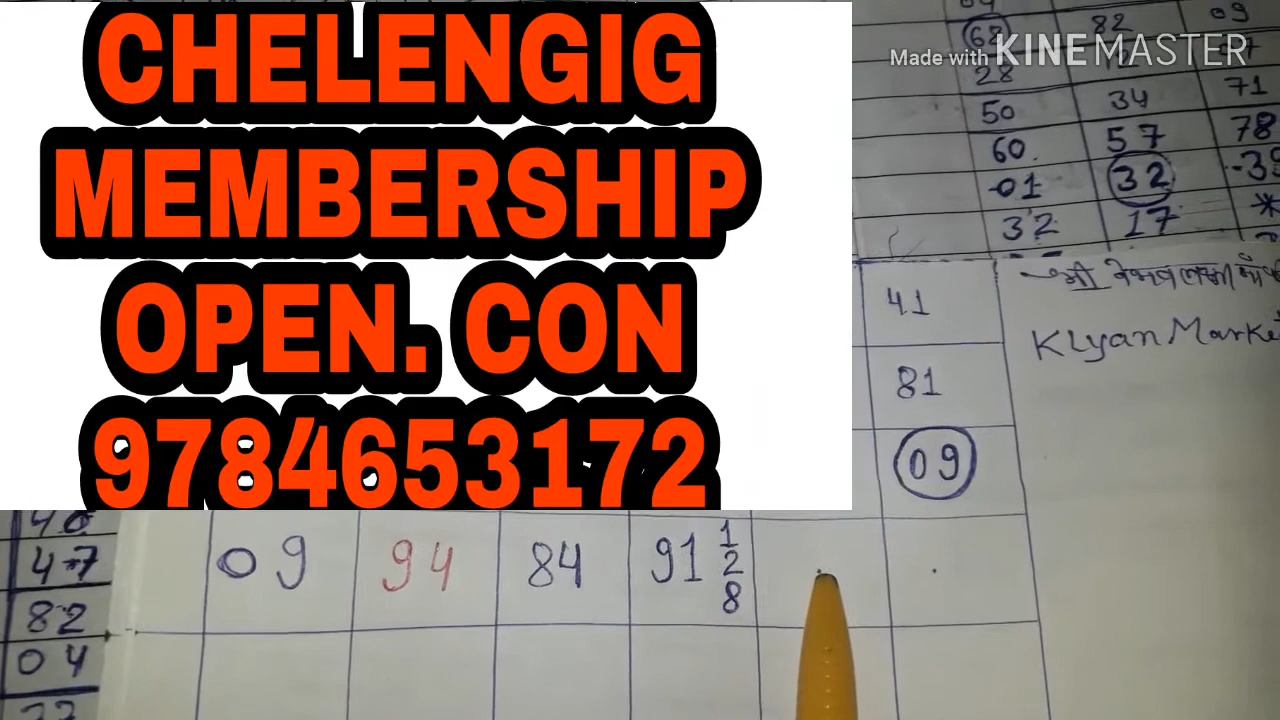 CHELENGIG
MEMBERSHIP
OPEN. CON
9784653172
Made with KINEMASTER
68 82 09
28
50 34 71
60 57 78
01 32
32 17 *
श्री
Klyan Marke
41
81
09
09 94 84 91 1
2
8
47
82
04